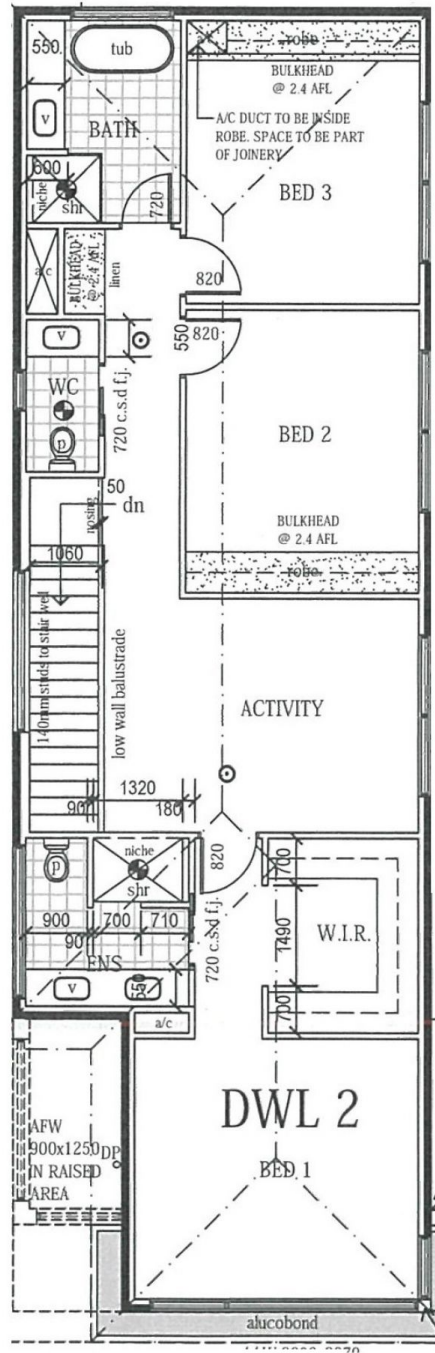 550
tub
robe
a/c
BULKHEAD
@ 2.4 AFL
v
BATH
A/C DUCT TO BE INSIDE
ROBE. SPACE TO BE PART
OF JOINERY
600
niche
shr
720
BED 3
a/c
BULKHEAD
@ 2.4 AFL
linen
820
v
550
820
WC
p
720 c.s.d f.j.
BED 2
50
nosing
dn
BULKHEAD
@ 2.4 AFL
1060
robe
140mm studs to stair well
low wall balustrade
ACTIVITY
1320
90
180
p
niche
shr
820
700
900
700
710
90
720 c.s.d f.j.
1490
W.I.R.
ENS
v
550
700
a/c
DWL 2
AFW
900x1250
DP
IN RAISED
AREA
BED 1
alucobond